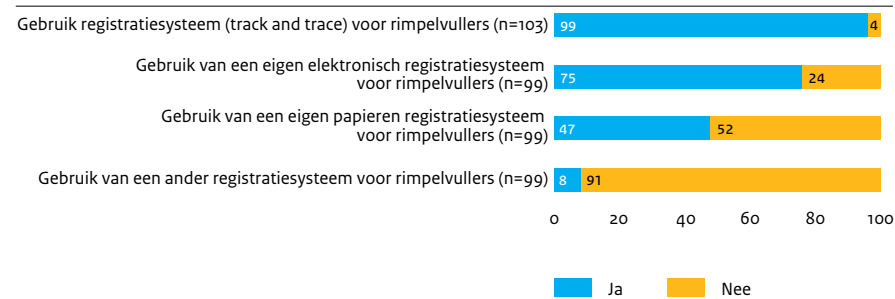 Gebruik registratiesysteem (track and trace) voor rimpelvullers (n=103) 99 4
Gebruik van een eigen elektronisch registratiesysteem
voor rimpelvullers (n=99) 75 24
Gebruik van een eigen papieren registratiesysteem
voor rimpelvullers (n=99) 47 52
Gebruik van een ander registratiesysteem voor rimpelvullers (n=99) 8 91
0 20 40 60 80 100
Ja Nee